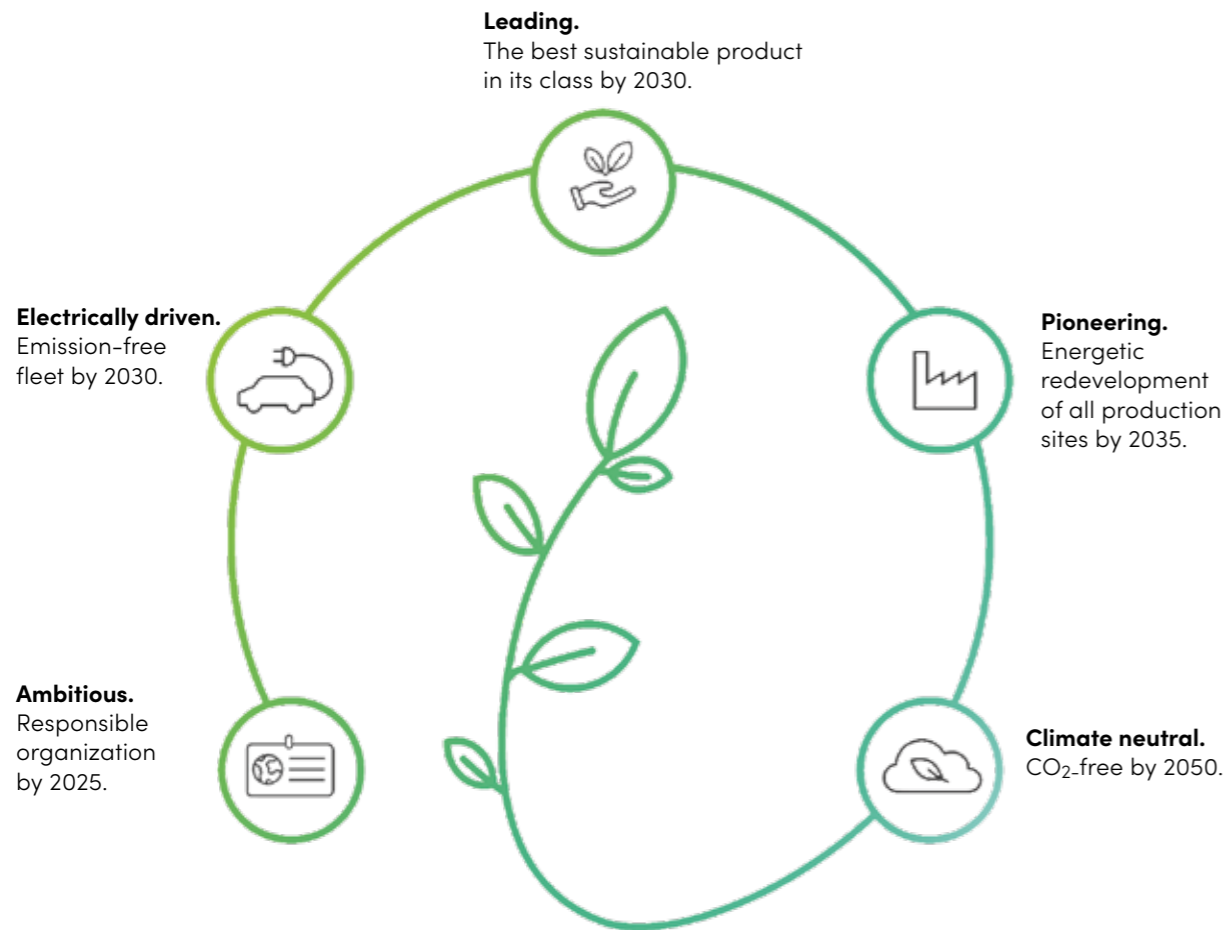 Leading.
The best sustainable product
in its class by 2030.
Electrically driven.
Emission-free
fleet by 2030.
Pioneering.
Energetic
redevelopment
of all production
sites by 2035.
Ambitious.
Responsible
organization
by 2025.
Climate neutral.
CO₂-free by 2050.